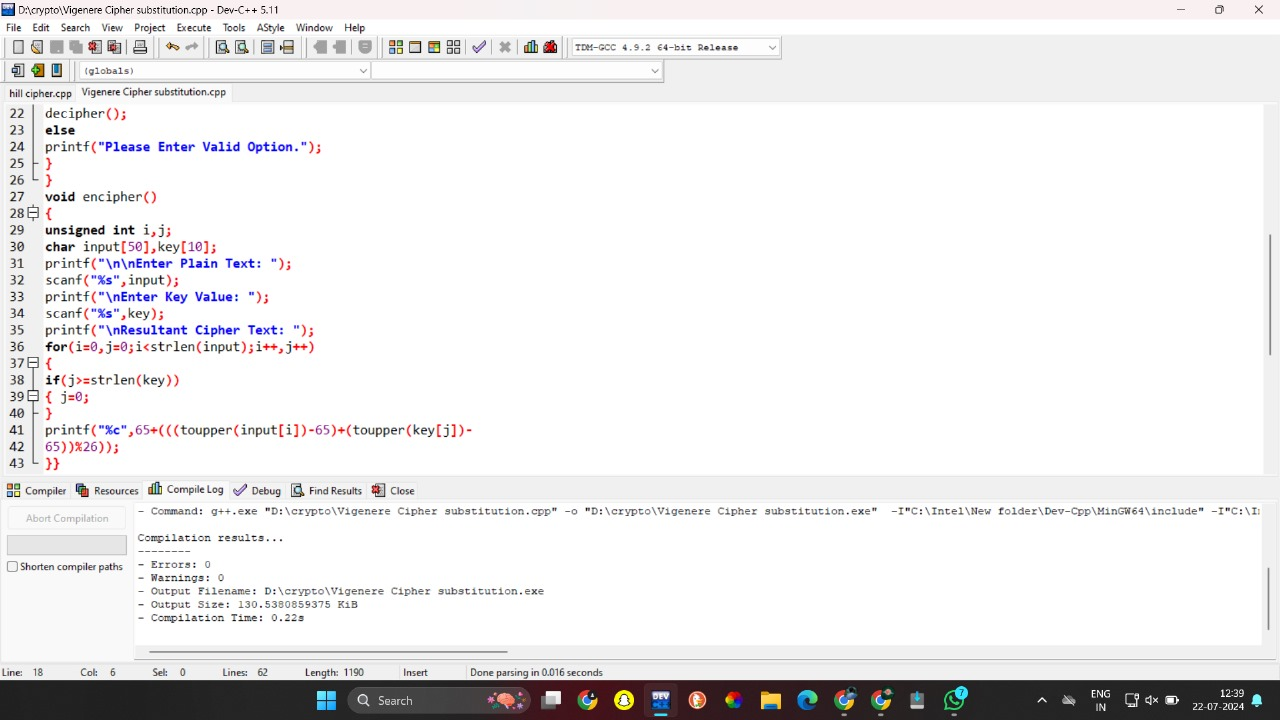 D:\crypto\Vigenere Cipher substitution.cpp - Dev-C++ 5.11
File Edit Search View Project Execute Tools AStyle Window Help
TDM-GCC 4.9.2 64-bit Release
(globals)
hill cipher.cpp Vigenere Cipher substitution.cpp
22 decipher();
23 else
24 printf("Please Enter Valid Option.");
25 }
26 }
27 void encipher()
28 {
29 unsigned int i,j;
30 char input[50],key[10];
31 printf("\n\nEnter Plain Text: ");
32 scanf("%s",input);
33 printf("\nEnter Key Value: ");
34 scanf("%s",key);
35 printf("\nResultant Cipher Text: ");
36 for(i=0,j=0;i<strlen(input);i++,j++)
37 {
38 if(j>=strlen(key))
39 { j=0;
40 }
41 printf("%c",65+(((toupper(input[i])-65)+(toupper(key[j])-
42 65))%26));
43 }}
Compiler Resources Compile Log Debug Find Results Close
Abort Compilation
Shorten compiler paths
- Command: g++.exe "D:\crypto\Vigenere Cipher substitution.cpp" -o "D:\crypto\Vigenere Cipher substitution.exe" -I"C:\Intel\New folder\Dev-Cpp\MinGW64\include" -I"C:\I
Compilation results...
--------
- Errors: 0
- Warnings: 0
- Output Filename: D:\crypto\Vigenere Cipher substitution.exe
- Output Size: 130.5380859375 KiB
- Compilation Time: 0.22s
Line: 18 Col: 6 Sel: 0 Lines: 62 Length: 1190 Insert Done parsing in 0.016 seconds
Search
DEV
7
ENG
IN
12:39
22-07-2024